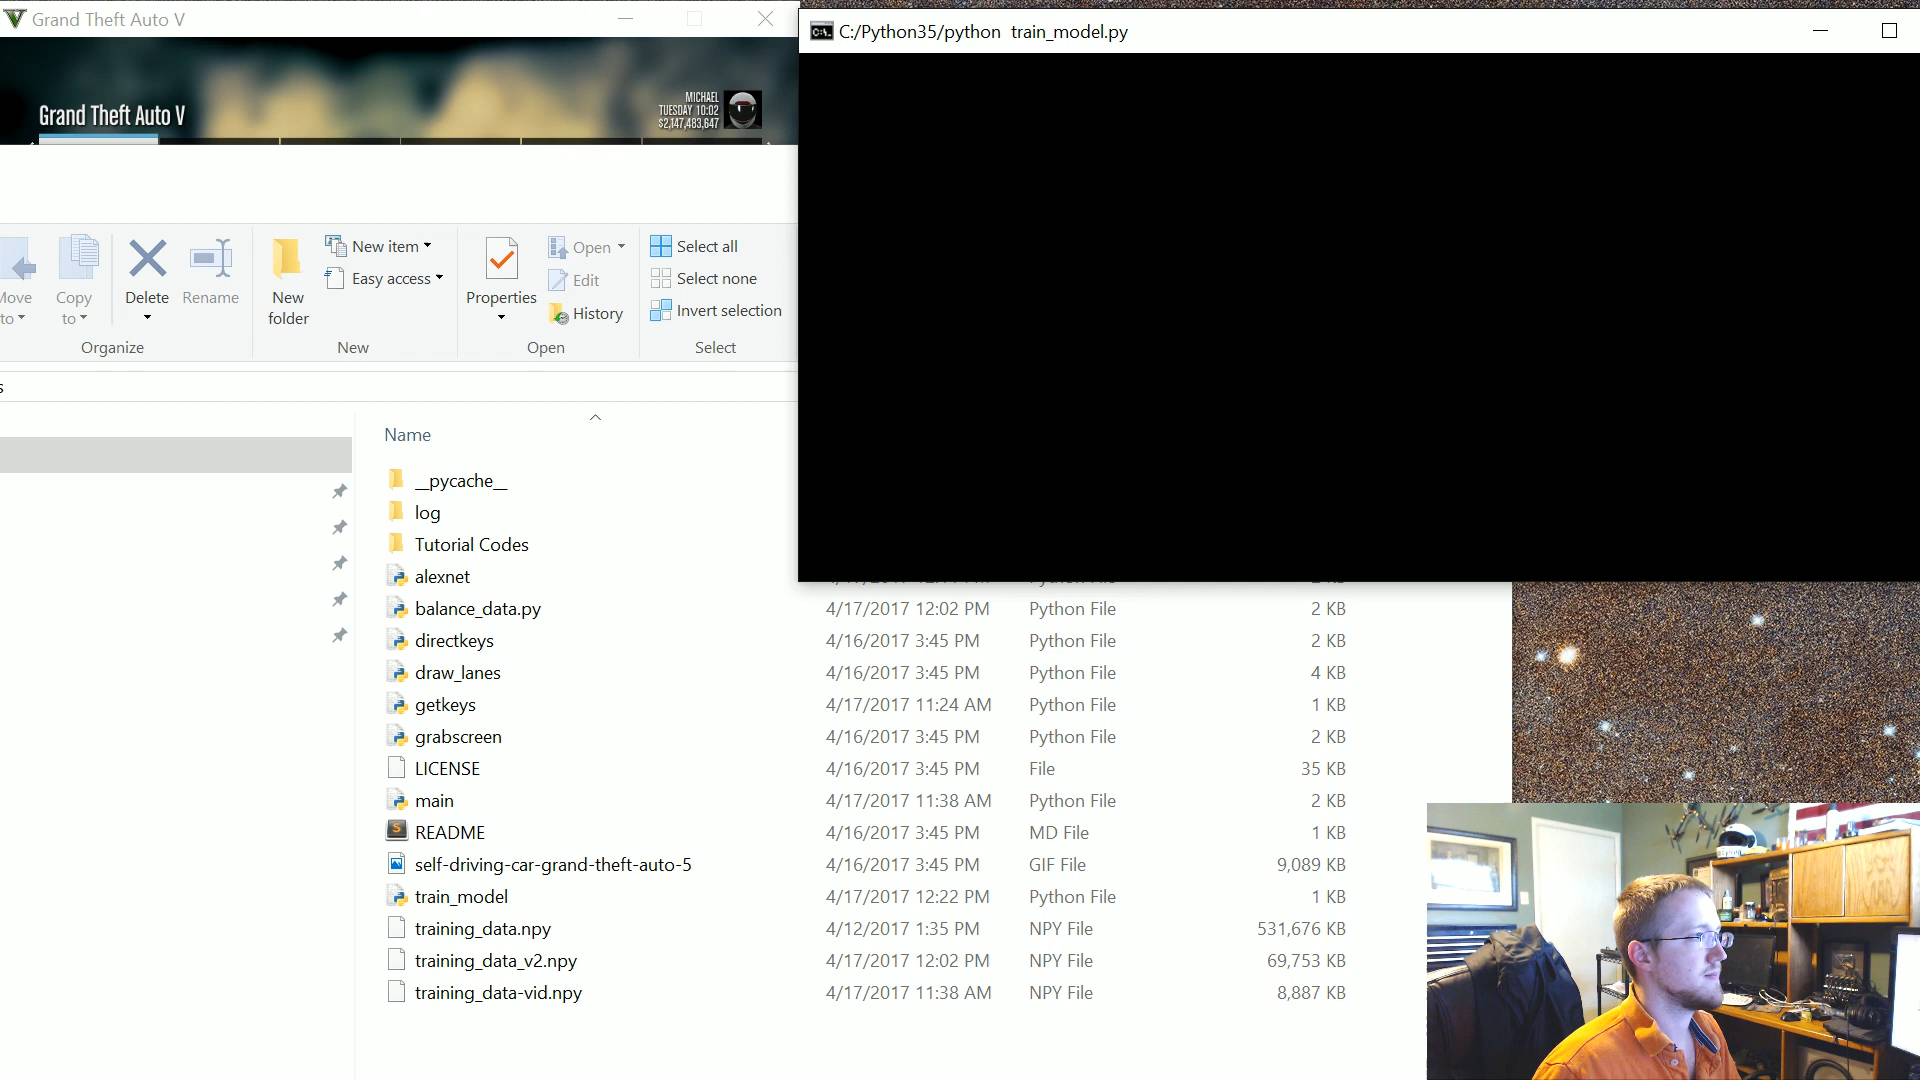 Grand Theft Auto V
C:/Python35/python train_model.py
Grand Theft Auto V
MICHAEL
TUESDAY 10:02
$2,147,483,647
Move
to
Copy
to
Delete
Rename
Organize
New
folder
New item
Easy access
New
Properties
Open
Edit
History
Open
Select all
Select none
Invert selection
Select
s
Name
__pycache__
log
Tutorial Codes
alexnet
balance_data.py 4/17/2017 12:02 PM Python File 2 KB
directkeys 4/16/2017 3:45 PM Python File 2 KB
draw_lanes 4/16/2017 3:45 PM Python File 4 KB
getkeys 4/17/2017 11:24 AM Python File 1 KB
grabscreen 4/16/2017 3:45 PM Python File 2 KB
LICENSE 4/16/2017 3:45 PM File 35 KB
main 4/17/2017 11:38 AM Python File 2 KB
README 4/16/2017 3:45 PM MD File 1 KB
self-driving-car-grand-theft-auto-5 4/16/2017 3:45 PM GIF File 9,089 KB
train_model 4/17/2017 12:22 PM Python File 1 KB
training_data.npy 4/12/2017 1:35 PM NPY File 531,676 KB
training_data_v2.npy 4/17/2017 12:02 PM NPY File 69,753 KB
training_data-vid.npy 4/17/2017 11:38 AM NPY File 8,887 KB